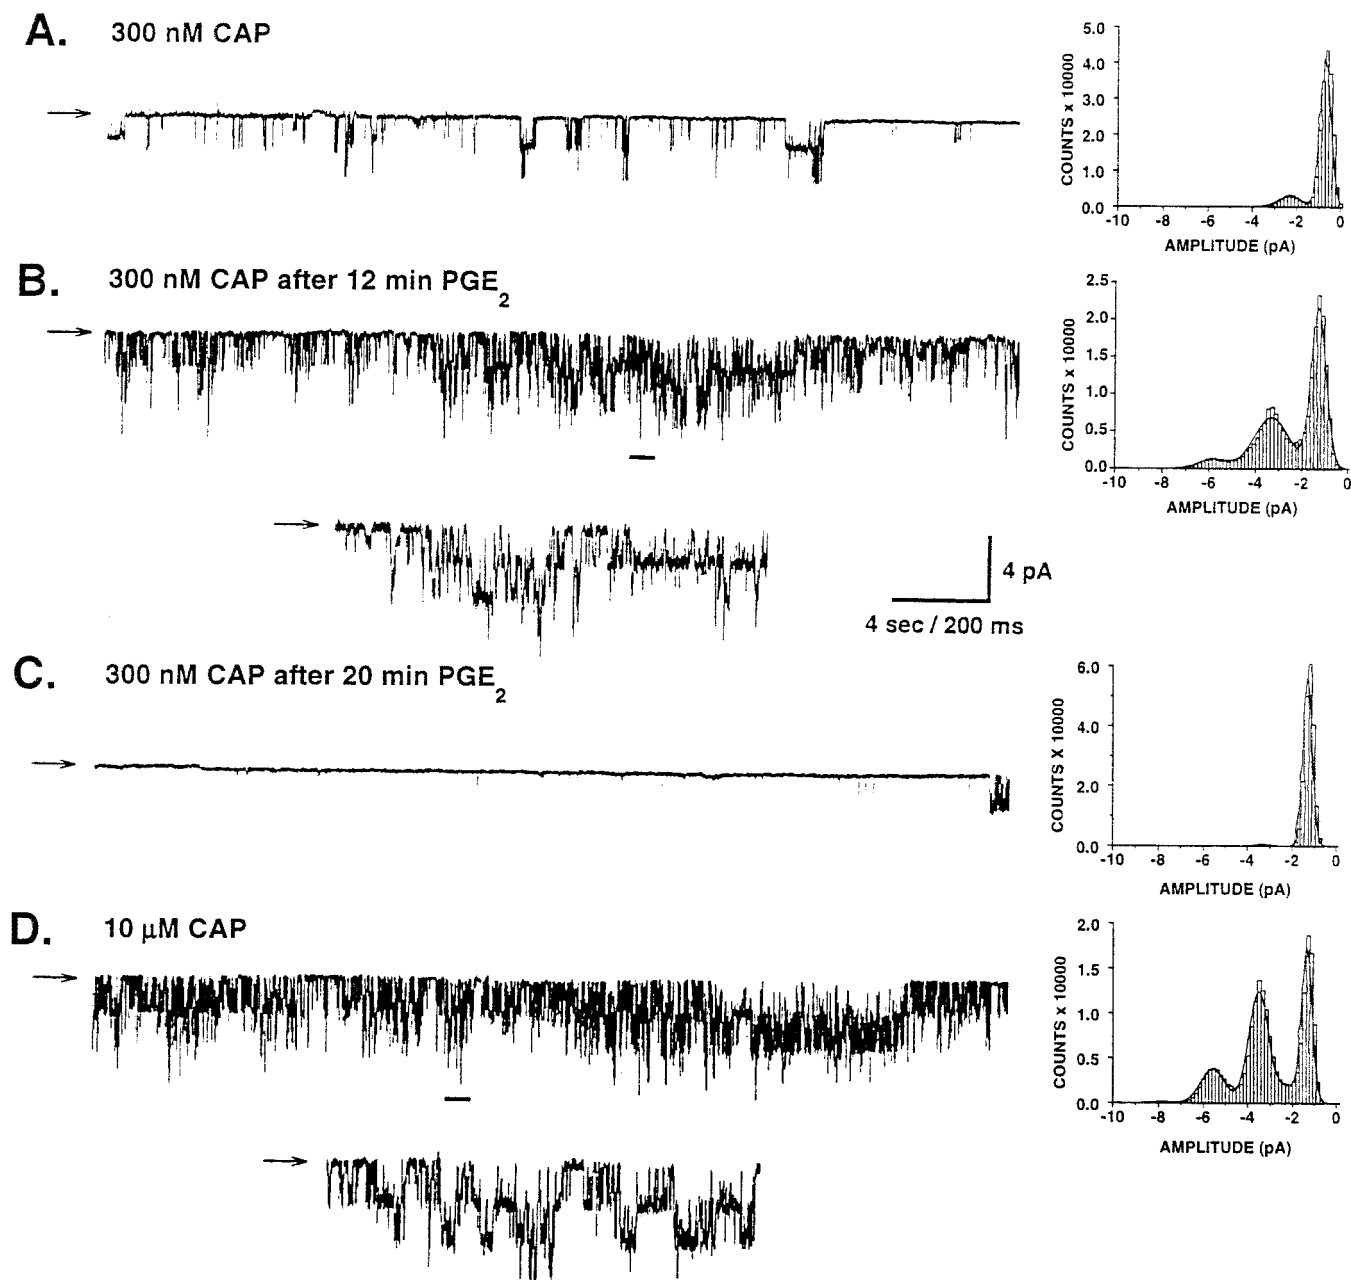 A. 300 nM CAP
5.0
4.0
3.0
2.0
1.0
0.0
COUNTS x 10000
-10 -8 -6 -4 -2 0
AMPLITUDE (pA)
B. 300 nM CAP after 12 min PGE2
2.5
2.0
1.5
1.0
0.5
0.0
COUNTS x 10000
-10 -8 -6 -4 -2 0
AMPLITUDE (pA)
4 pA
4 sec / 200 ms
C. 300 nM CAP after 20 min PGE2
6.0
4.0
2.0
0.0
COUNTS X 10000
-10 -8 -6 -4 -2 0
AMPLITUDE (pA)
D. 10 µM CAP
2.0
1.5
1.0
0.5
0.0
COUNTS x 10000
-10 -8 -6 -4 -2 0
AMPLITUDE (pA)